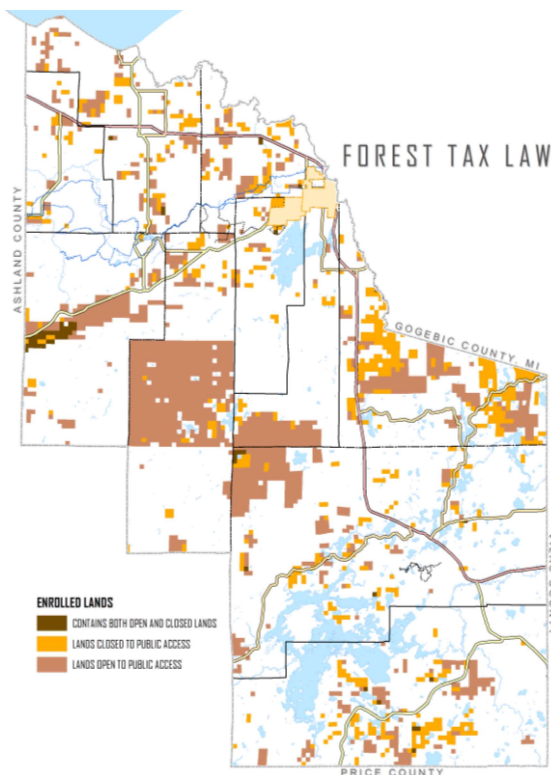 FOREST TAX LAW
ASHLAND COUNTY
GOGEBIC COUNTY, MI
ENROLLED LANDS
CONTAINS BOTH OPEN AND CLOSED LANDS
LANDS CLOSED TO PUBLIC ACCESS
LANDS OPEN TO PUBLIC ACCESS
PRICE COUNTY